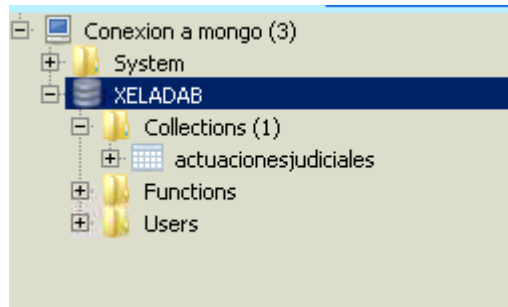 Conexion a mongo (3)
System
XELADAB
Collections (1)
actuacionesjudiciales
Functions
Users